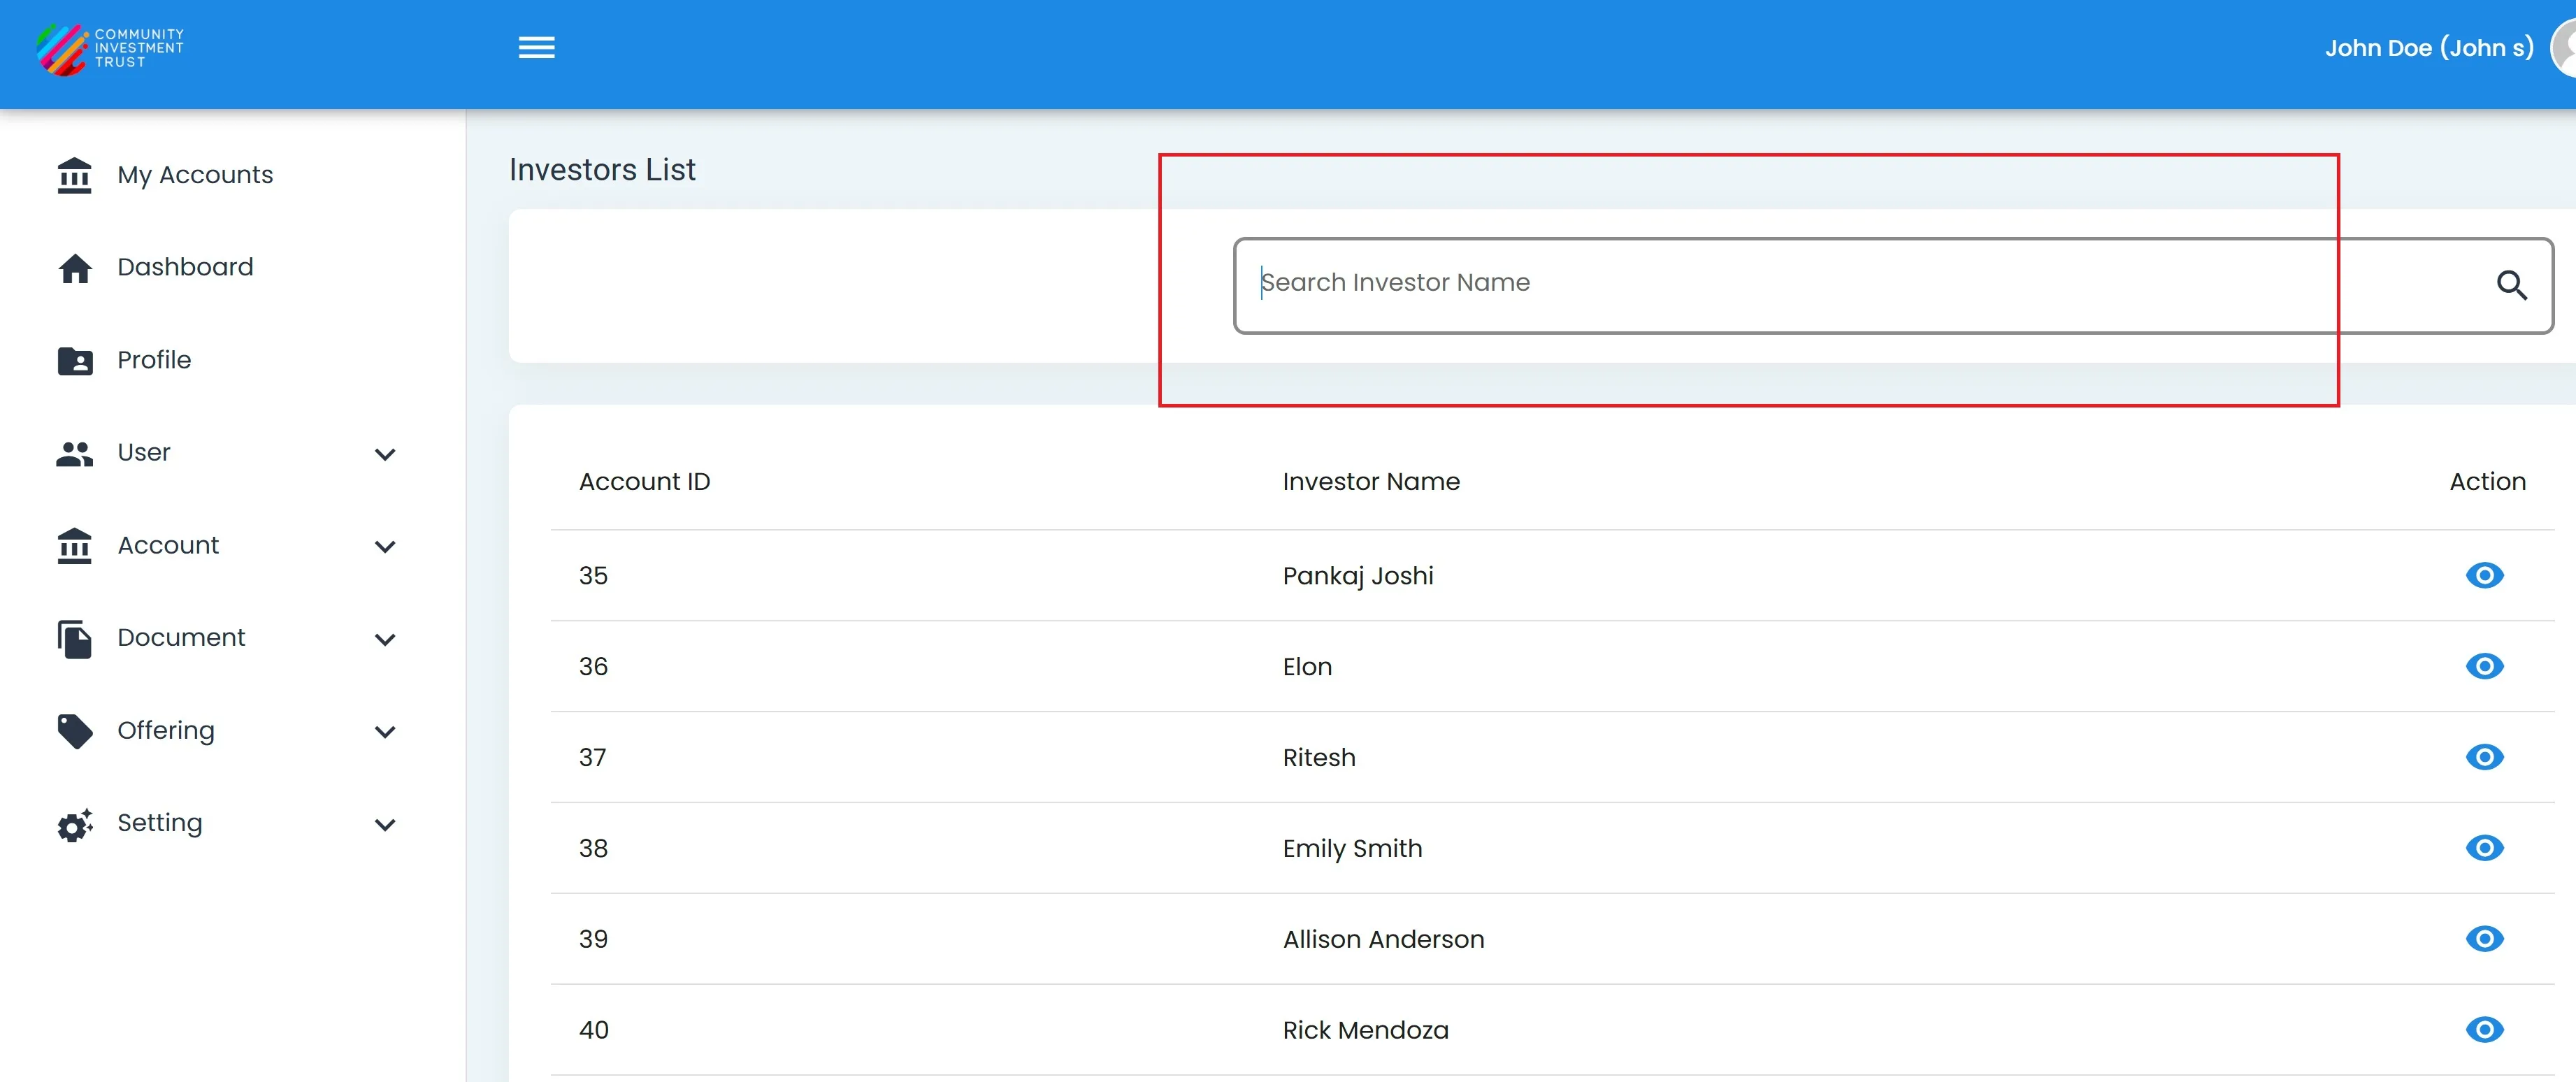 COMMUNITY
INVESTMENT
TRUST
John Doe (John s)
My Accounts
Dashboard
Profile
User
Account
Document
Offering
Setting
Investors List
Search Investor Name
Account ID Investor Name Action
35 Pankaj Joshi
36 Elon
37 Ritesh
38 Emily Smith
39 Allison Anderson
40 Rick Mendoza